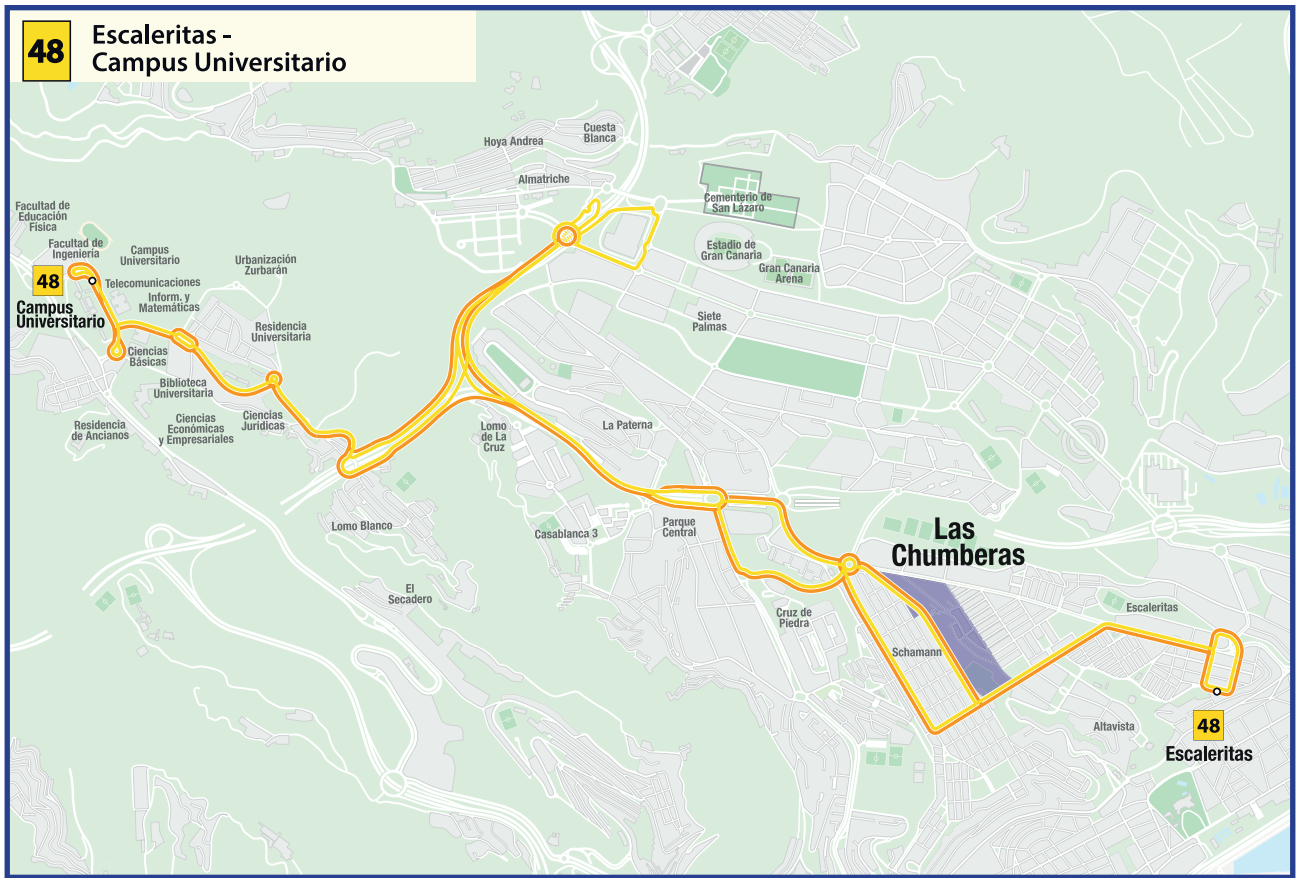 48
Escaleritas -
Campus Universitario
Cuesta
Blanca
Hoya Andrea
Almatriche
Cementerio de
San Lázaro
Facultad de
Educación
Física
Facultad de
Ingeniería
Campus
Universitario
Urbanización
Zurbarán
Estadio de
Gran Canaria
Gran Canaria
Arena
48
Campus
Universitario
Telecomunicaciones
Inform. y
Matemáticas
Residencia
Universitaria
Siete
Palmas
Ciencias
Básicas
Biblioteca
Universitaria
Ciencias
Económicas
y Empresariales
Ciencias
Jurídicas
Residencia
de Ancianos
Lomo
de La
Cruz
La Paterna
Lomo Blanco
Casablanca 3
Parque
Central
Las
Chumberas
El
Secadero
Cruz de
Piedra
Escaleritas
Schamann
Altavista
48
Escaleritas